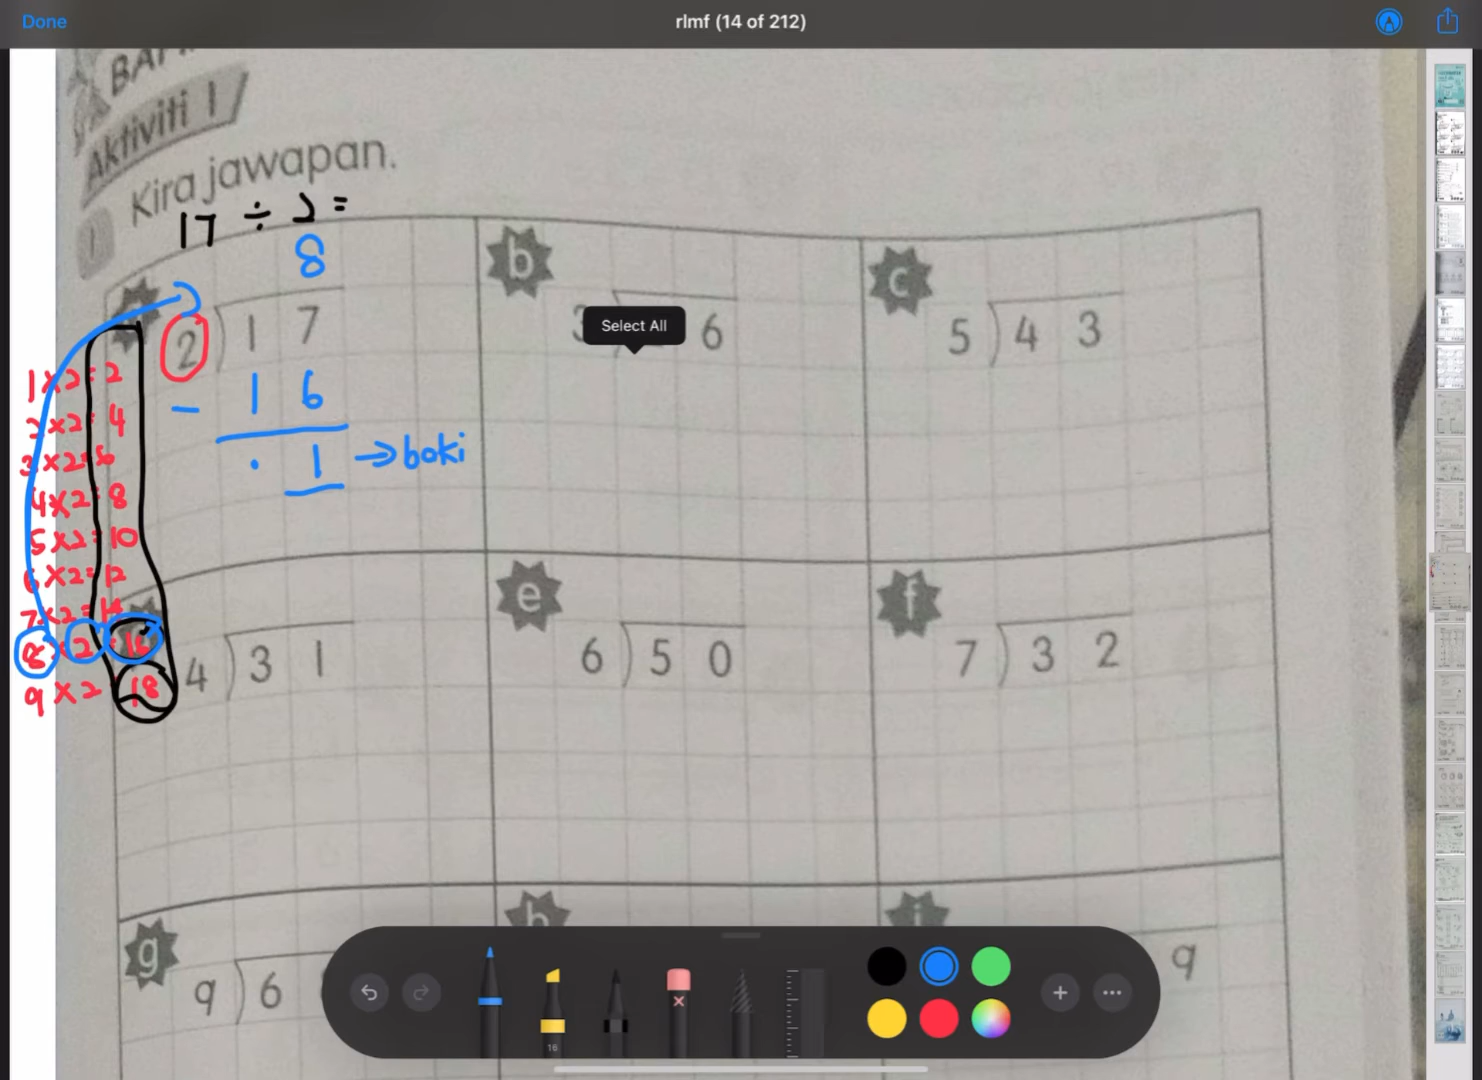 Done
rlmf (14 of 212)
Aktiviti 1
1 Kira jawapan.
17 ÷ 2 =
8
2 ) 1 7
- 1 6
. 1 → baki
1 x 2 = 2
2 x 2 = 4
3 x 2 = 6
4 x 2 = 8
5 x 2 = 10
6 x 2 = 12
7 x 2 = 14
8 x 2 = 16
9 x 2 18
b
6
Select All
c
5 ) 4 3
4 ) 3 1
e
6 ) 5 0
f
7 ) 3 2
g
9 ) 6
h
i
9
16